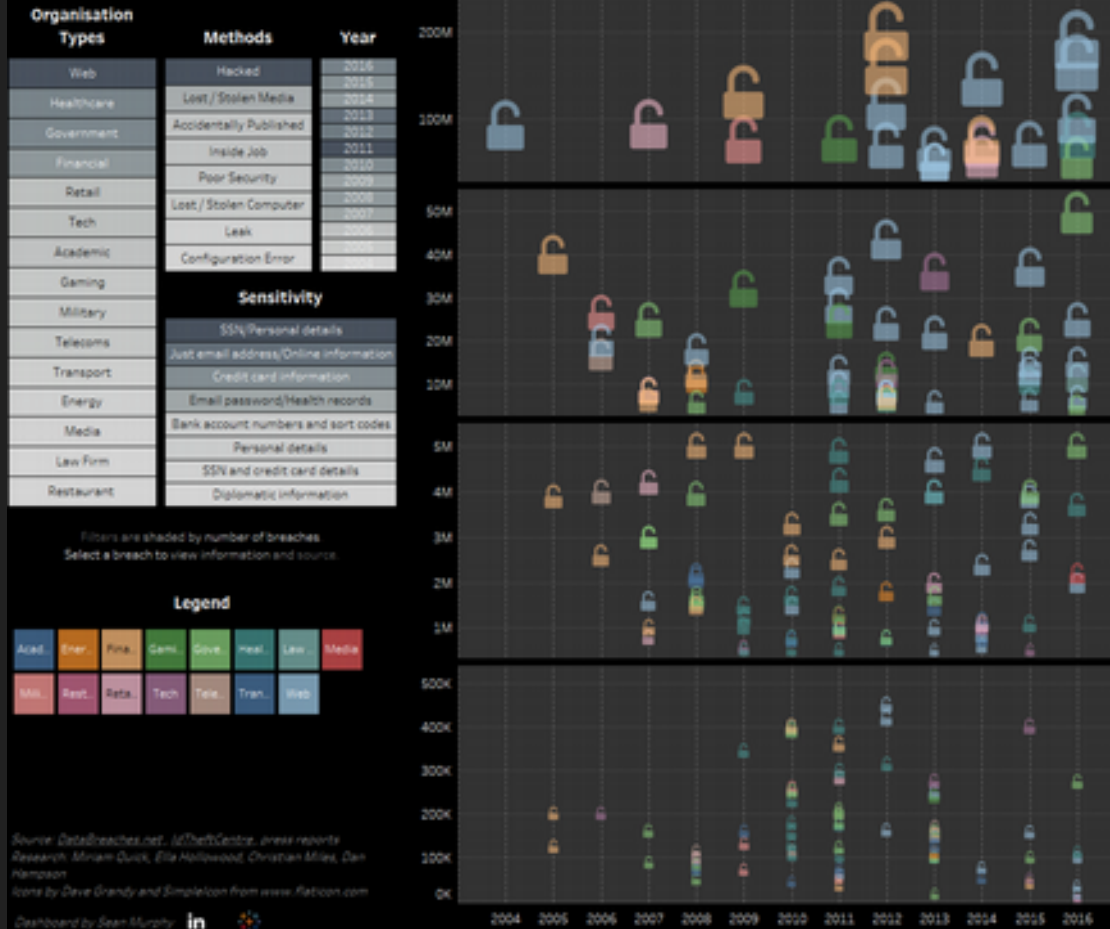 Organisation
Types
Web
Healthcare
Government
Financial
Retail
Tech
Academic
Gaming
Military
Telecoms
Transport
Energy
Media
Law Firm
Restaurant
Methods
Hacked
Lost / Stolen Media
Accidentally Published
Inside Job
Poor Security
Lost / Stolen Computer
Leak
Configuration Error
Year
2016
2015
2014
2013
2012
2011
2010
2009
2008
2007
2006
2005
Sensitivity
SSN/Personal details
Just email address/Online information
Credit card information
Email password/Health records
Bank account numbers and sort codes
Personal details
SSN and credit card details
Diplomatic information
Filters are shaded by number of breaches.
Select a breach to view information and source.
Legend
Acad.. Ener.. Fina.. Gami.. Gove.. Heal.. Law .. Media
Mili.. Rest.. Reta.. Tech Tele.. Tran.. Web
Source: DataBreaches.net, IdTheftCentre, press reports
Research: Miriam Quick, Ella Hollowood, Christian Miles, Dan
Hampson
Icons by Dave Grandy and SimpleIcon from www.flaticon.com
Dashboard by Sean Murphy in
200M
100M
50M
40M
30M
20M
10M
5M
4M
3M
2M
1M
500K
400K
300K
200K
100K
0K
2004 2005 2006 2007 2008 2009 2010 2011 2012 2013 2014 2015 2016